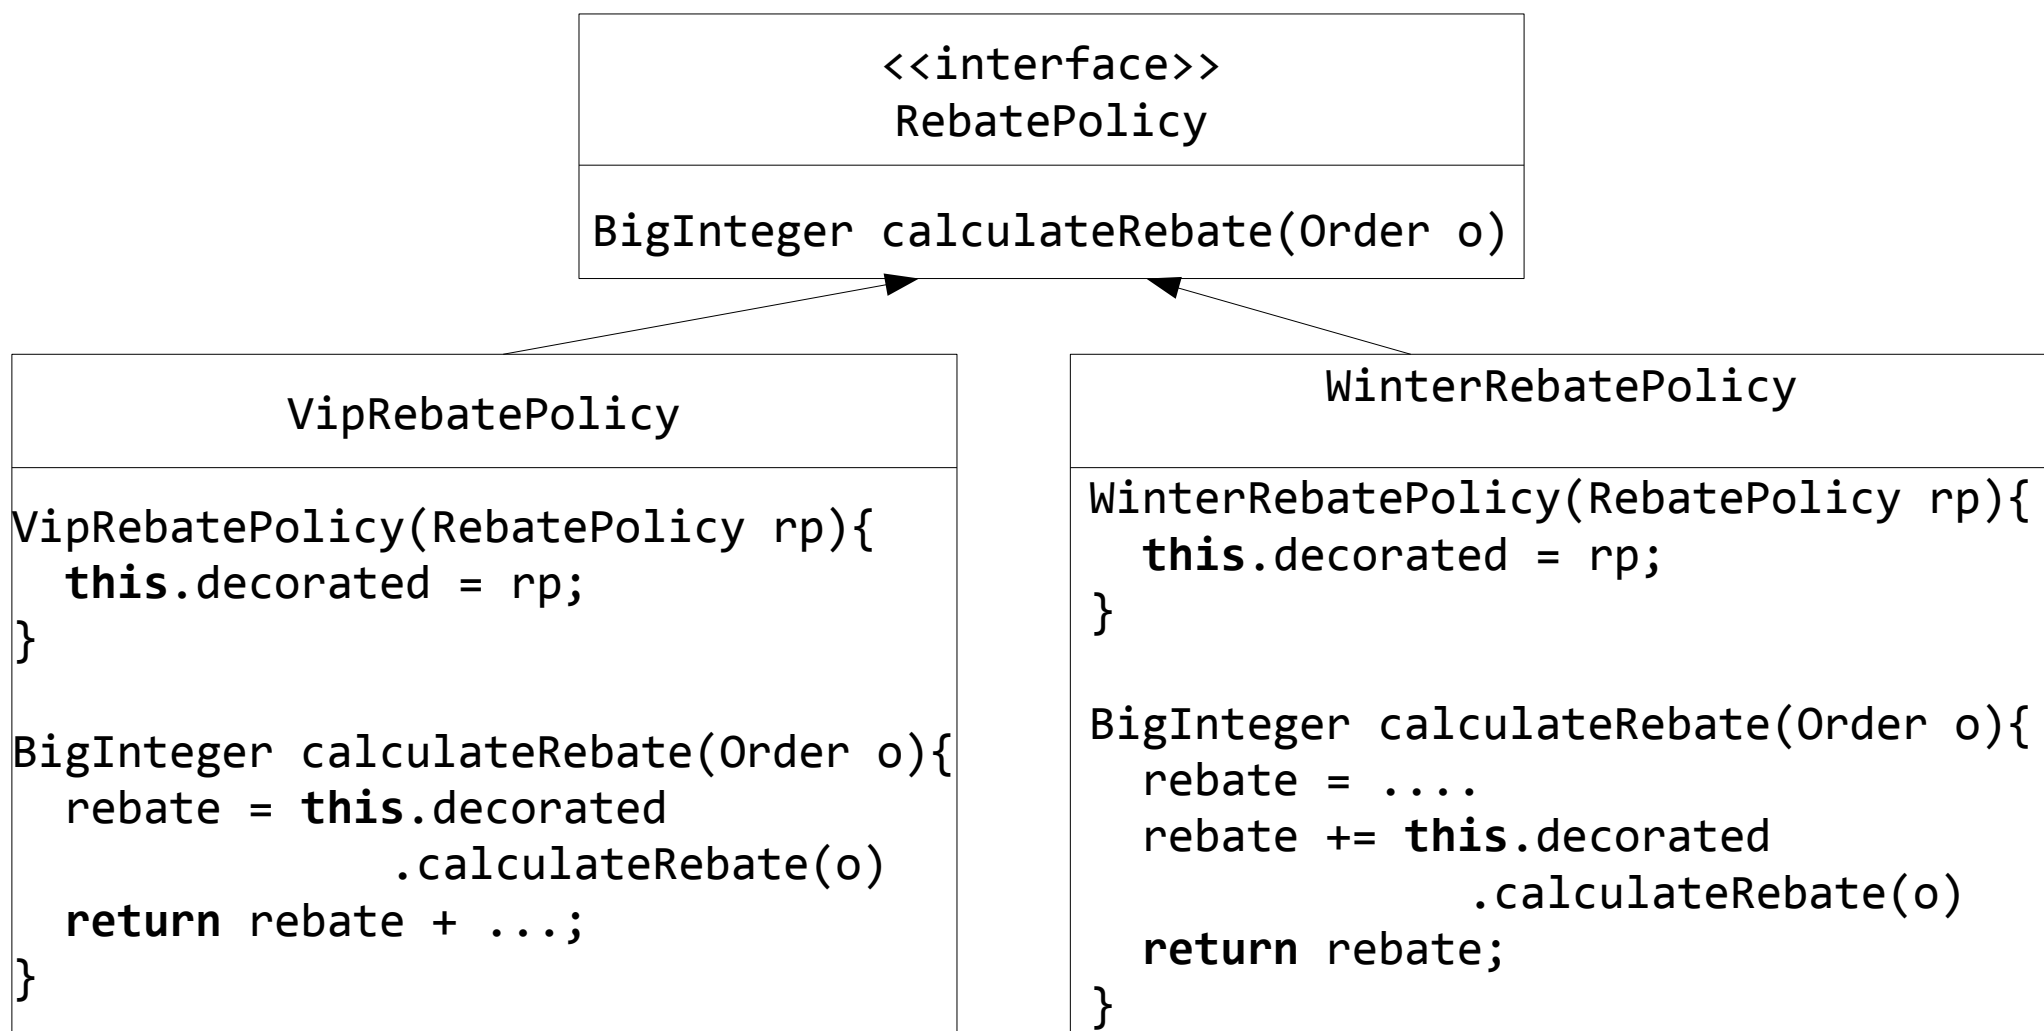 <<interface>>
RebatePolicy
BigInteger calculateRebate(Order o)
VipRebatePolicy
VipRebatePolicy(RebatePolicy rp){
  this.decorated = rp;
}
BigInteger calculateRebate(Order o){
  rebate = this.decorated
              .calculateRebate(o)
  return rebate + ...;
}
WinterRebatePolicy
WinterRebatePolicy(RebatePolicy rp){
  this.decorated = rp;
}
BigInteger calculateRebate(Order o){
  rebate = ....
  rebate += this.decorated
              .calculateRebate(o)
  return rebate;
}